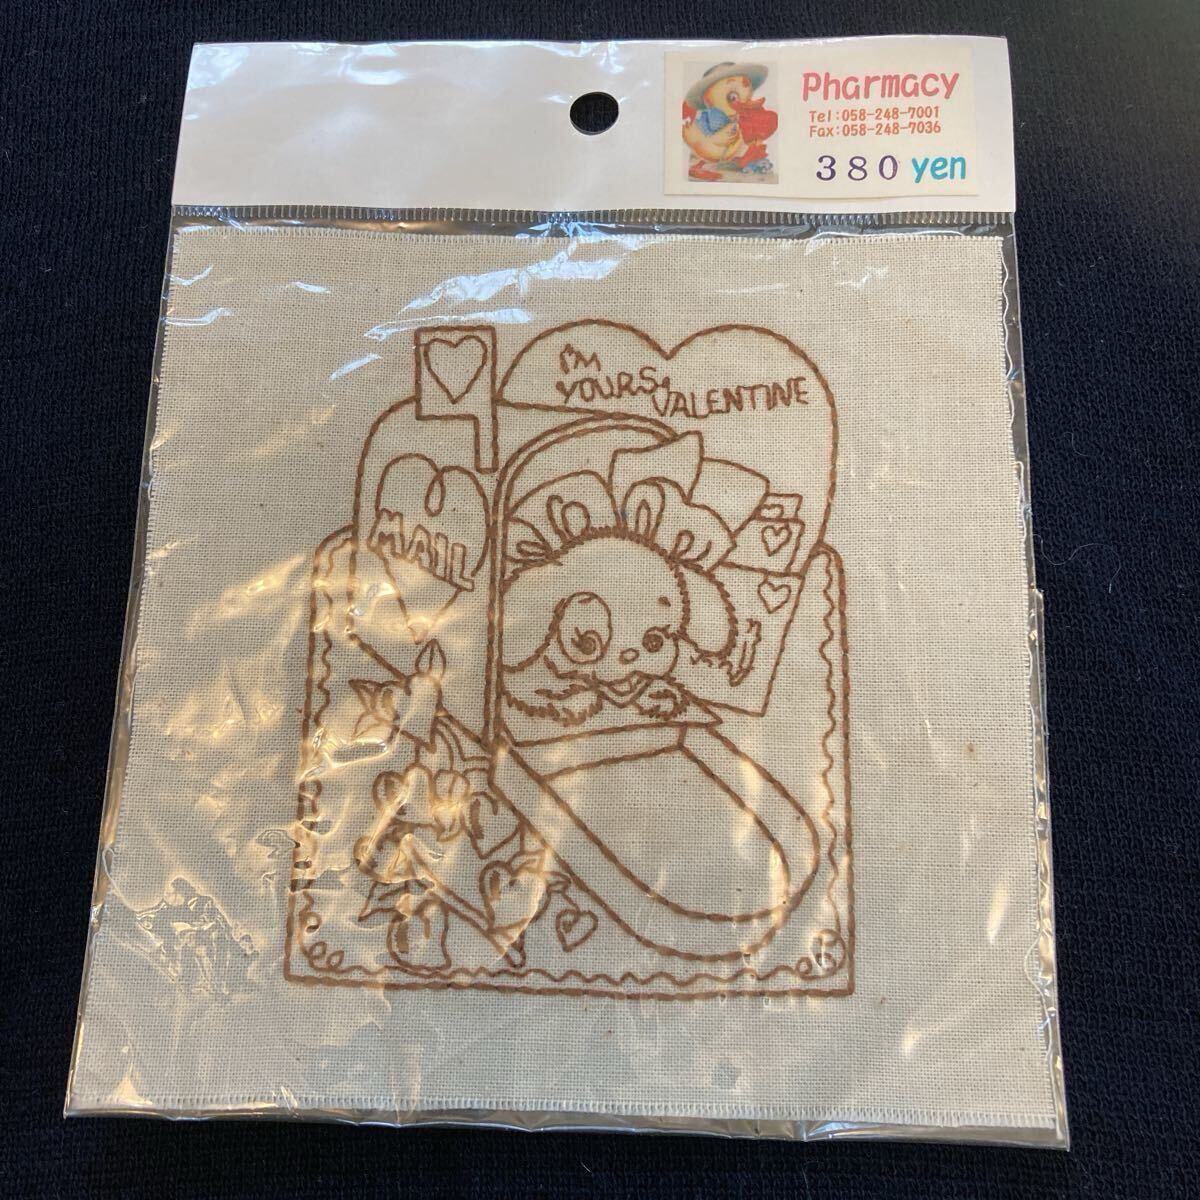 Pharmacy
Tel:058-248-7001
Fax:058-248-7036
380 yen
I'M
YOURS,
VALENTINE
MAIL